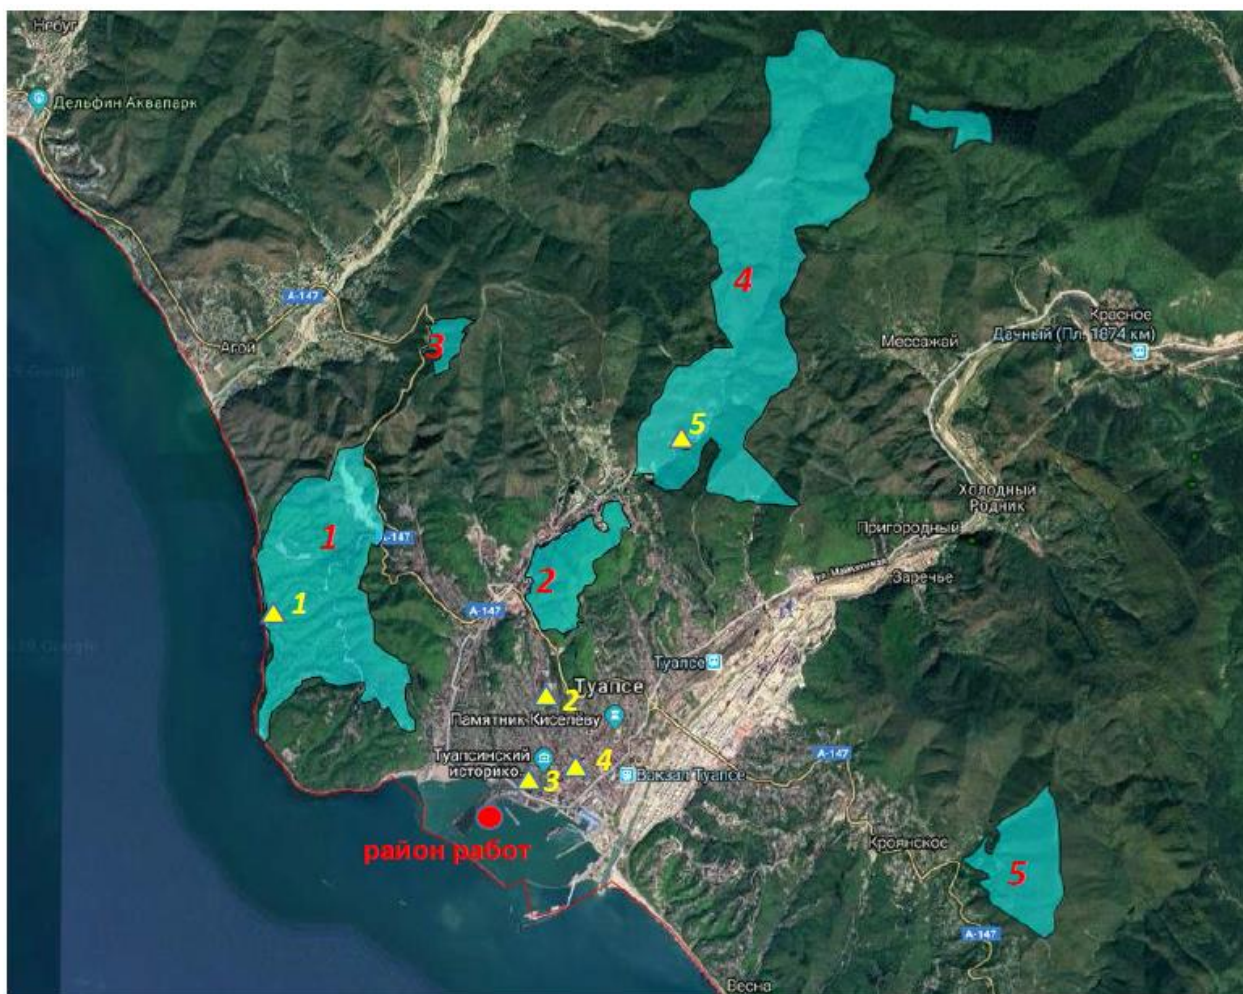 Небуг
Дельфин Аквапарк
А-147
Агой
3
4
Красное
Дачный (Пл. 1874 км)
Мессажай
5
Холодный
Родник
Пригородный
Заречье
1
А-147
2
1
А-147
Туапсе
Туапсе
2
Памятник Киселёву
Туапсинский
историко...
3
4
Вокзал Туапсе
А-147
район работ
Кроянское
5
А-147
Весна